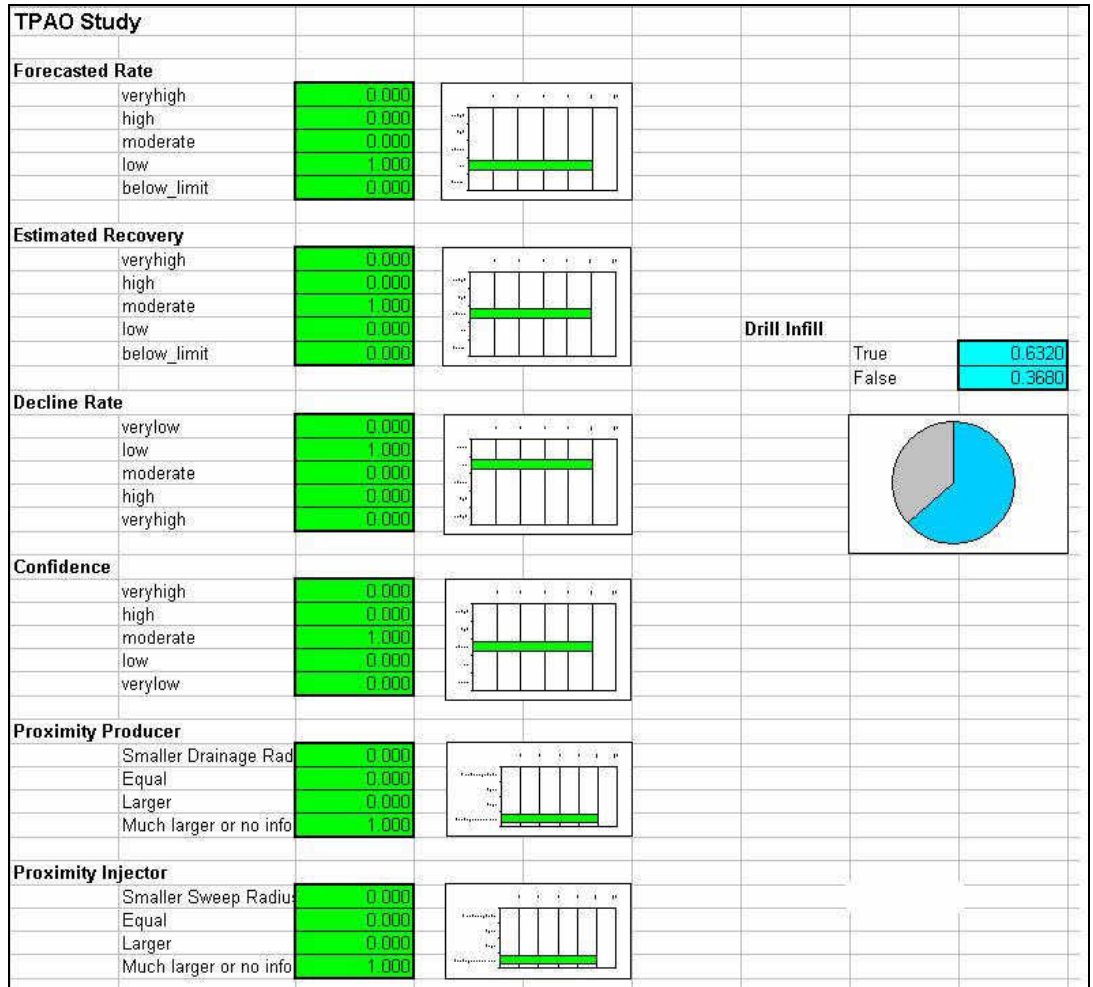 TPAO Study
Forecasted Rate
veryhigh 0.000
high 0.000
moderate 0.000
low 1.000
below_limit 0.000
Estimated Recovery
veryhigh 0.000
high 0.000
moderate 1.000
low 0.000
below_limit 0.000
Drill Infill
True 0.6320
False 0.3680
Decline Rate
verylow 0.000
low 1.000
moderate 0.000
high 0.000
veryhigh 0.000
Confidence
veryhigh 0.000
high 0.000
moderate 1.000
low 0.000
verylow 0.000
Proximity Producer
Smaller Drainage Rad 0.000
Equal 0.000
Larger 0.000
Much larger or no info 1.000
Proximity Injector
Smaller Sweep Radiu 0.000
Equal 0.000
Larger 0.000
Much larger or no info 1.000